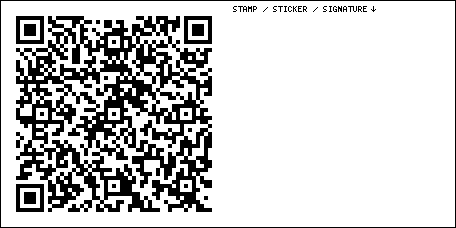 STAMP / STICKER / SIGNATURE ↓